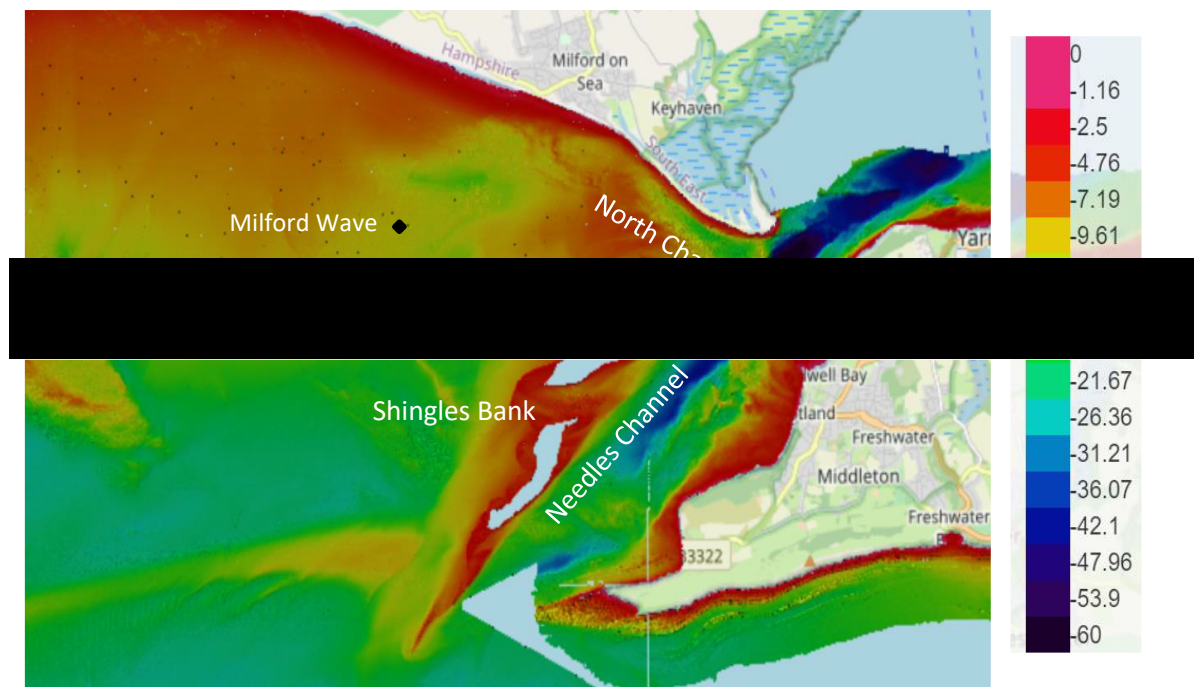 Hampshire
Milford on
Sea
Keyhaven
South East
Milford Wave
North Cha
Yar
Shingles Bank
Needles Channel
lwell Bay
tland
Freshwater
Middleton
Freshwater
33322
0
-1.16
-2.5
-4.76
-7.19
-9.61
-21.67
-26.36
-31.21
-36.07
-42.1
-47.96
-53.9
-60